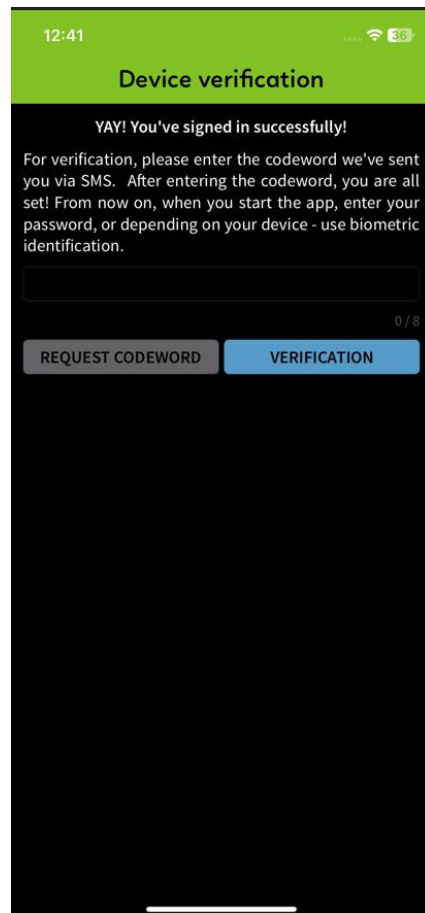 12:41
36
Device verification
YAY! You've signed in successfully!
For verification, please enter the codeword we've sent
you via SMS. After entering the codeword, you are all
set! From now on, when you start the app, enter your
password, or depending on your device - use biometric
identification.
0 / 8
REQUEST CODEWORD
VERIFICATION